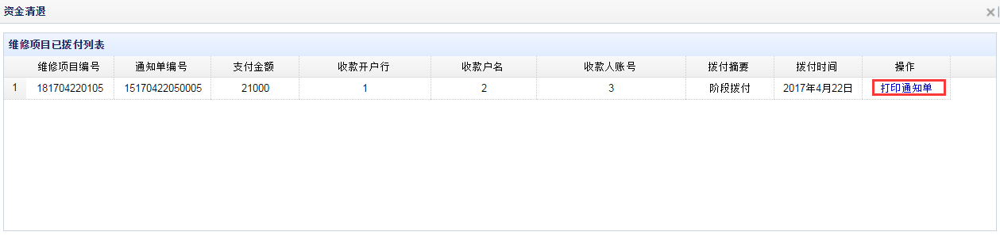 资金清退
维修项目已拨付列表
维修项目编号 通知单编号 支付金额 收款开户行 收款户名 收款人账号 拨付摘要 拨付时间 操作
1 181704220105 15170422050005 21000 1 2 3 阶段拨付 2017年4月22日 打印通知单